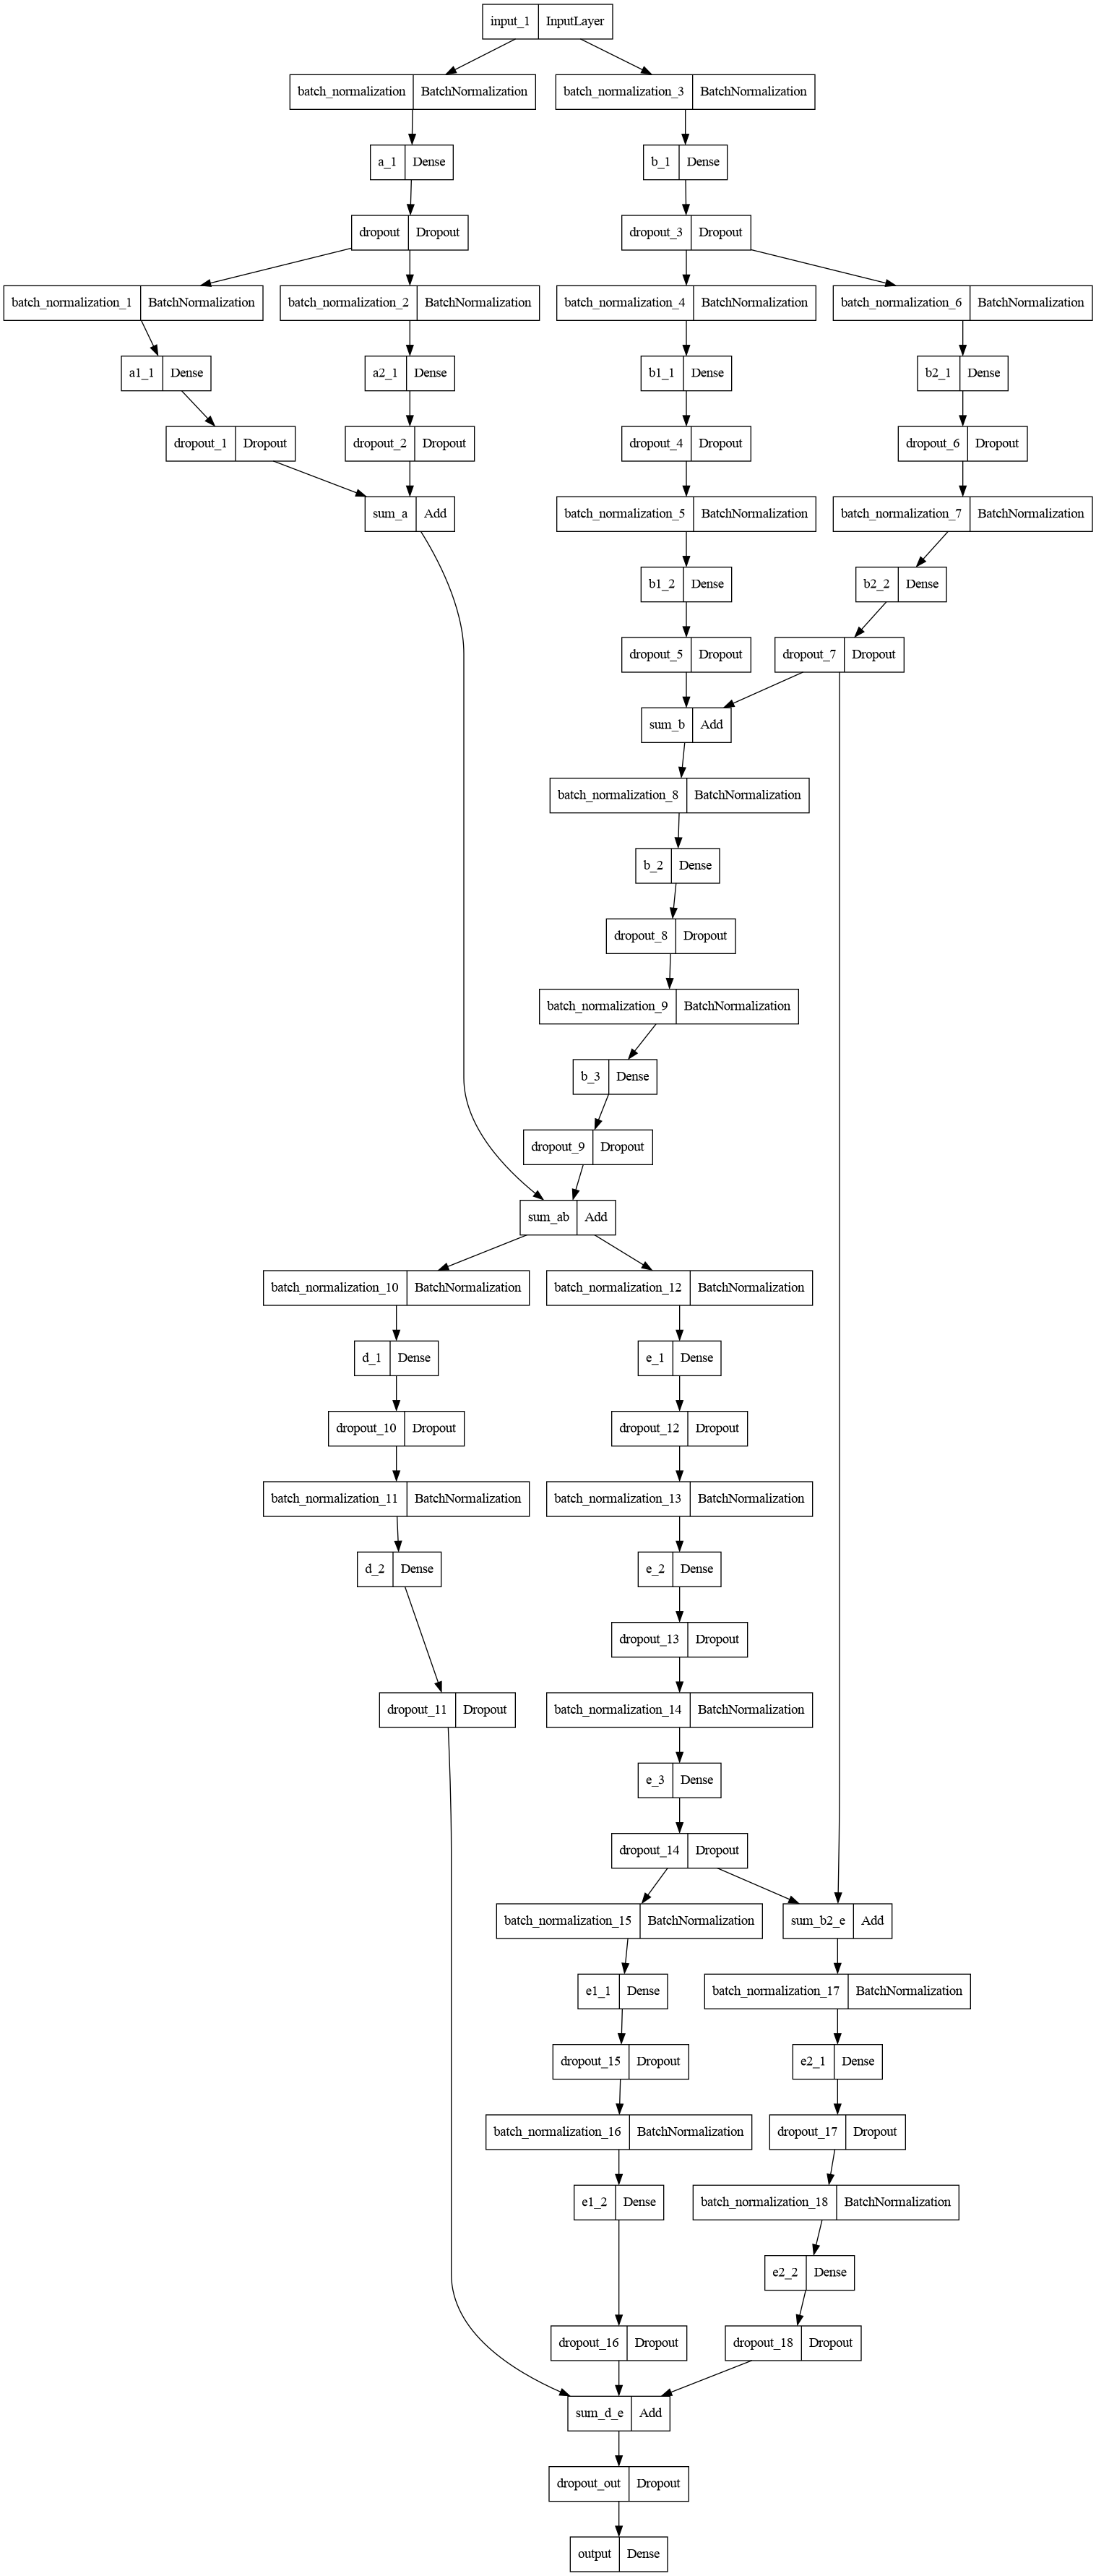 input_1 InputLayer
batch_normalization BatchNormalization
batch_normalization_3 BatchNormalization
a_1 Dense
b_1 Dense
dropout Dropout
dropout_3 Dropout
batch_normalization_1 BatchNormalization
batch_normalization_2 BatchNormalization
batch_normalization_4 BatchNormalization
batch_normalization_6 BatchNormalization
a1_1 Dense
a2_1 Dense
b1_1 Dense
b2_1 Dense
dropout_1 Dropout
dropout_2 Dropout
dropout_4 Dropout
dropout_6 Dropout
sum_a Add
batch_normalization_5 BatchNormalization
batch_normalization_7 BatchNormalization
b1_2 Dense
b2_2 Dense
dropout_5 Dropout
dropout_7 Dropout
sum_b Add
batch_normalization_8 BatchNormalization
b_2 Dense
dropout_8 Dropout
batch_normalization_9 BatchNormalization
b_3 Dense
dropout_9 Dropout
sum_ab Add
batch_normalization_10 BatchNormalization
batch_normalization_12 BatchNormalization
d_1 Dense
e_1 Dense
dropout_10 Dropout
dropout_12 Dropout
batch_normalization_11 BatchNormalization
batch_normalization_13 BatchNormalization
d_2 Dense
e_2 Dense
dropout_13 Dropout
dropout_11 Dropout
batch_normalization_14 BatchNormalization
e_3 Dense
dropout_14 Dropout
batch_normalization_15 BatchNormalization
sum_b2_e Add
e1_1 Dense
batch_normalization_17 BatchNormalization
dropout_15 Dropout
e2_1 Dense
batch_normalization_16 BatchNormalization
dropout_17 Dropout
e1_2 Dense
batch_normalization_18 BatchNormalization
e2_2 Dense
dropout_16 Dropout
dropout_18 Dropout
sum_d_e Add
dropout_out Dropout
output Dense